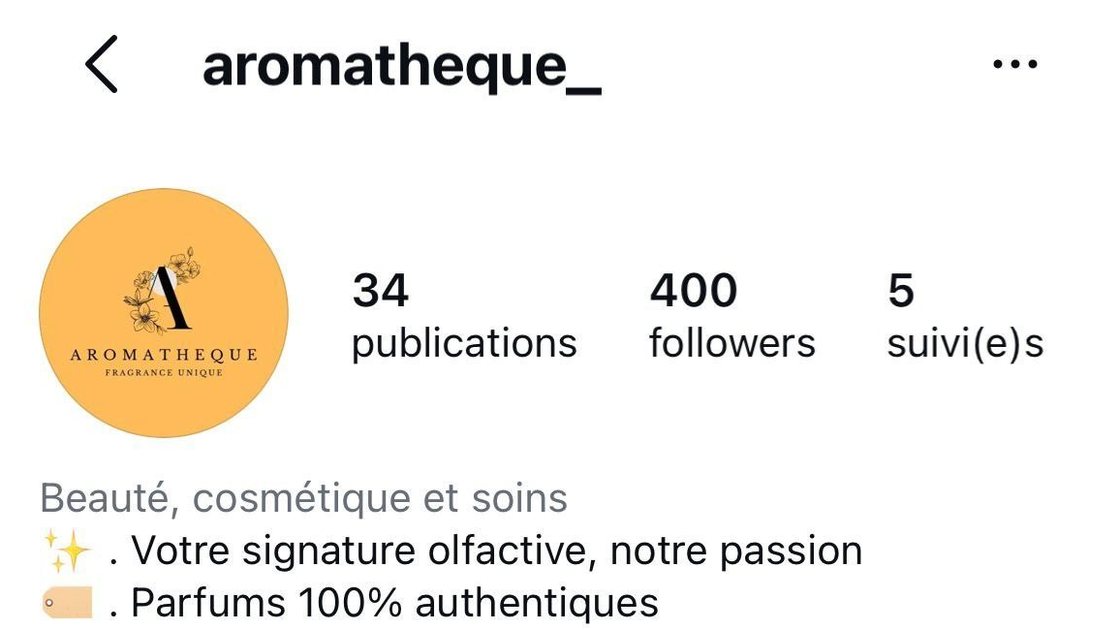 aromatheque_
A
AROMATHEQUE
FRAGRANCE UNIQUE
34
publications
400
followers
5
suivi(e)s
Beauté, cosmétique et soins
✨ . Votre signature olfactive, notre passion
🏷️ . Parfums 100% authentiques